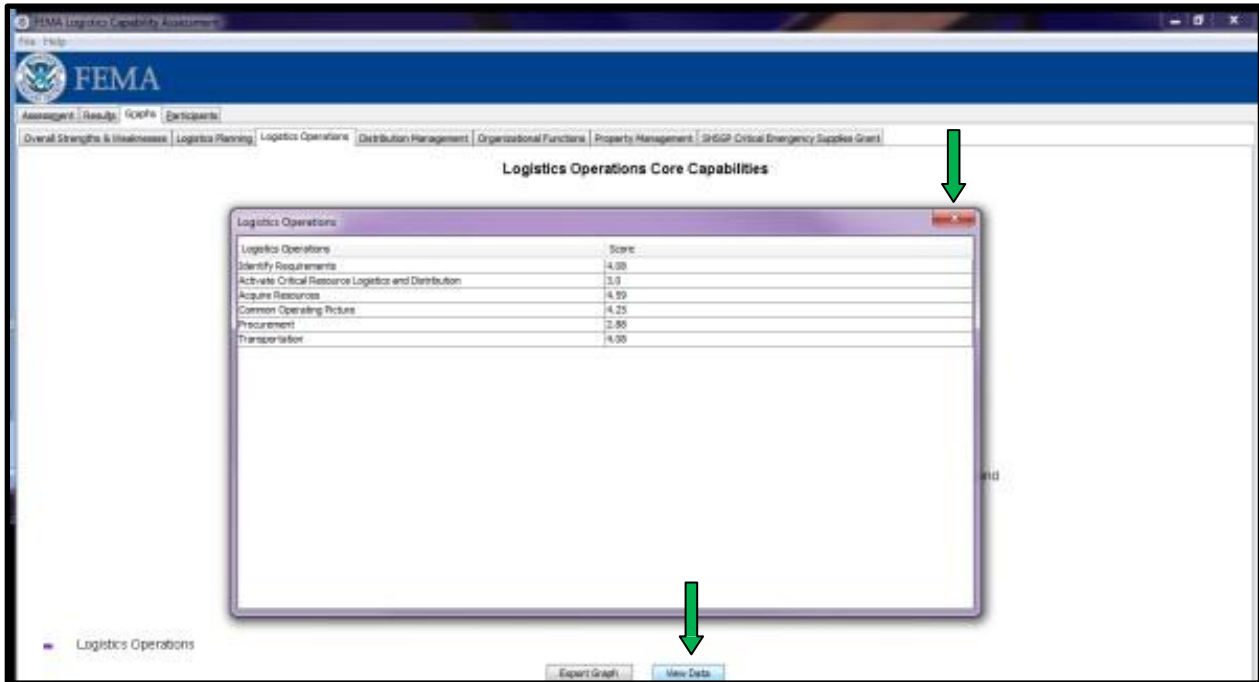 FEMA Logistics Capability Assessment
File Help
FEMA
Assessment Results Graphs Participants
Overall Strengths & Weaknesses Logistics Planning Logistics Operations Distribution Management Organizational Functions Property Management SHSGP Critical Emergency Supplies Grant
Logistics Operations Core Capabilities
Logistics Operations
Logistics Operations Score
Identify Requirements 4.08
Activate Critical Resource Logistics and Distribution 3.0
Acquire Resources 4.59
Common Operating Picture 4.25
Procurement 2.88
Transportation 4.08
and
Logistics Operations
Export Graph View Data